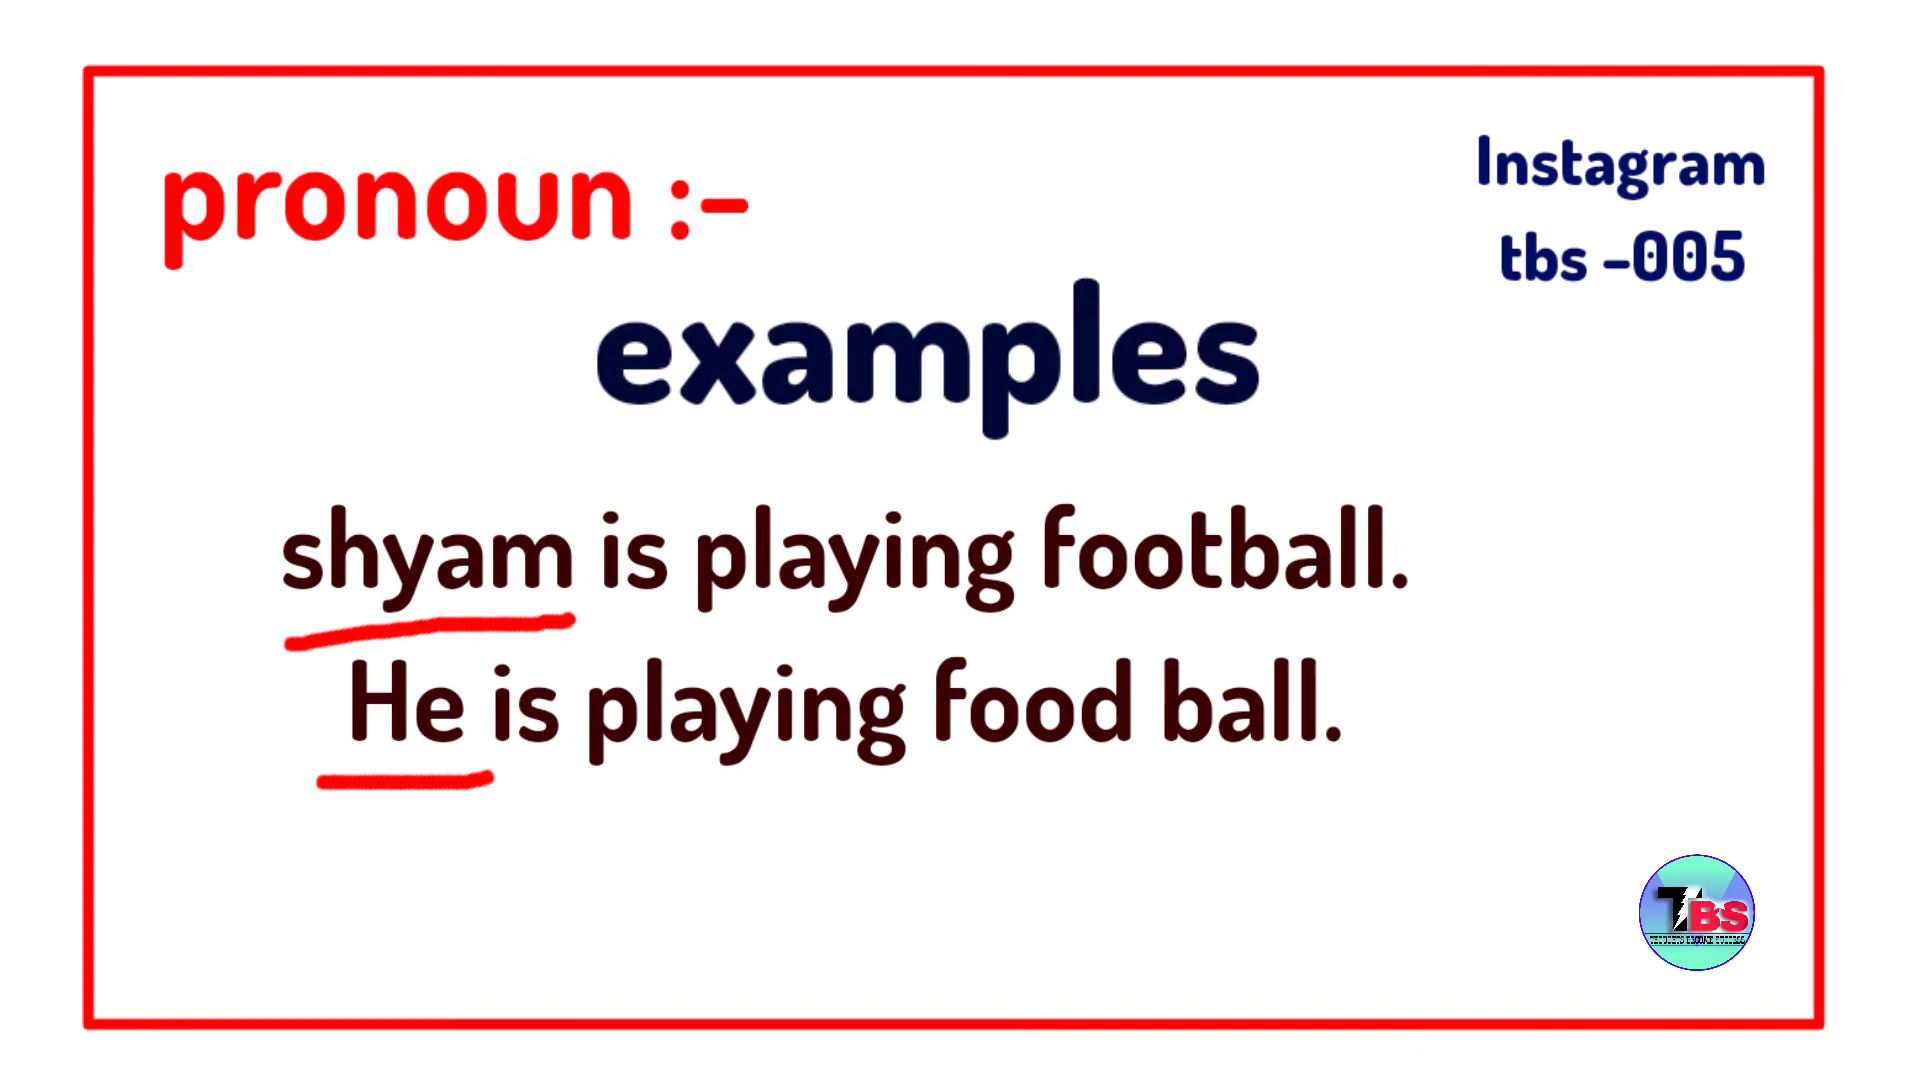 pronoun :-
Instagram
tbs -005
examples
shyam is playing football.
He is playing food ball.
TBS